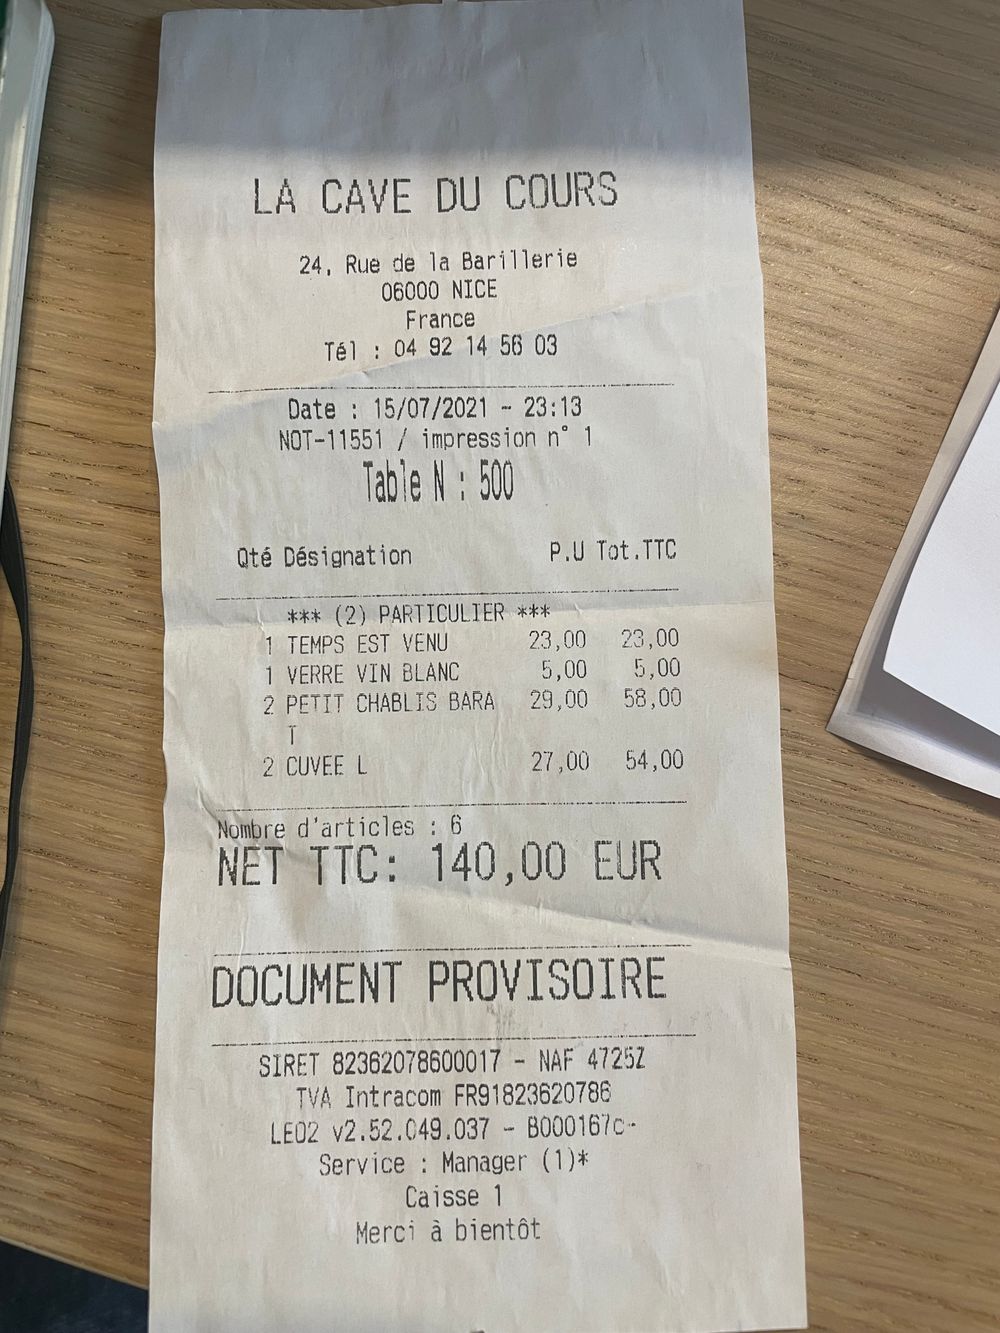 LA CAVE DU COURS
24, Rue de la Barillerie
06000 NICE
France
Tél : 04 92 14 56 03
Date : 15/07/2021 - 23:13
NOT-11551 / impression n° 1
Table N : 500
Qté Désignation P.U Tot.TTC
*** (2) PARTICULIER ***
1 TEMPS EST VENU 23,00 23,00
1 VERRE VIN BLANC 5,00 5,00
2 PETIT CHABLIS BARA 29,00 58,00
T
2 CUVEE L 27,00 54,00
Nombre d'articles : 6
NET TTC: 140,00 EUR
DOCUMENT PROVISOIRE
SIRET 82362078600017 - NAF 4725Z
TVA Intracom FR91823620786
LEO2 v2.52.049.037 - B000167c-
Service : Manager (1)*
Caisse 1
Merci à bientôt